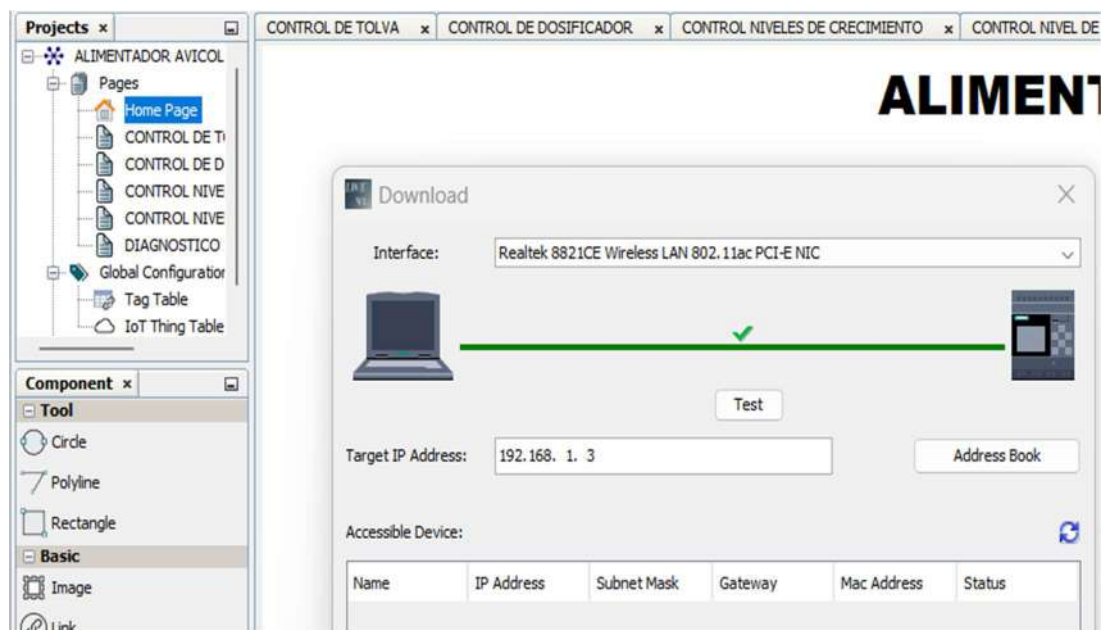 Projects
CONTROL DE TOLVA
CONTROL DE DOSIFICADOR
CONTROL NIVELES DE CRECIMIENTO
CONTROL NIVEL DE
ALIMENTADOR AVICOL
Pages
Home Page
CONTROL DE T
CONTROL DE D
CONTROL NIVE
CONTROL NIVE
DIAGNOSTICO
Global Configuration
Tag Table
IoT Thing Table
ALIMENT
Download
Interface:
Realtek 8821CE Wireless LAN 802.11ac PCI-E NIC
Test
Target IP Address:
192.168. 1. 3
Address Book
Accessible Device:
Name IP Address Subnet Mask Gateway Mac Address Status
Component
Tool
Circle
Polyline
Rectangle
Basic
Image
Link